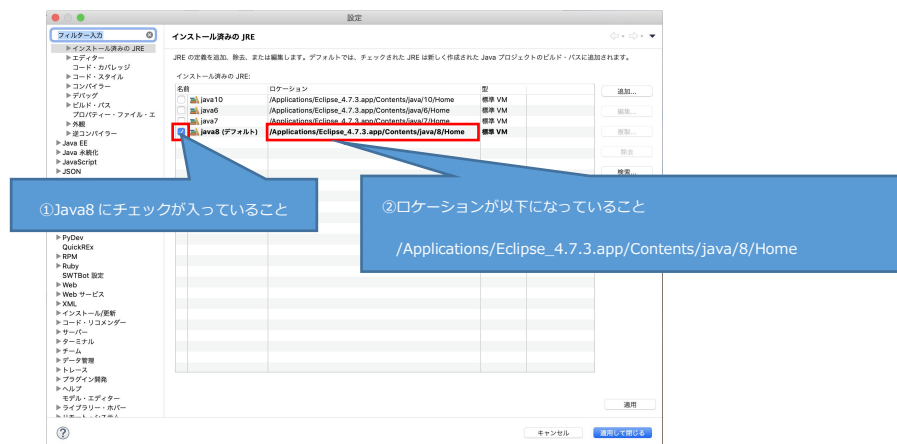 設定
フィルター入力
インストール済みの JRE
エディター
コード・カバレッジ
コード・スタイル
コンパイラー
デバッグ
ビルド・パス
プロパティー・ファイル・エ
外観
逆コンパイラー
Java EE
Java 永続化
JavaScript
JSON
PyDev
QuickREx
RPM
Ruby
SWTBot 設定
Web
Web サービス
XML
インストール/更新
コード・リコメンダー
サーバー
ターミナル
チーム
データ管理
トレース
プラグイン開発
ヘルプ
モデル・エディター
ライブラリー・ホバー
インストール済みの JRE
JRE の定義を追加、除去、または編集します。デフォルトでは、チェックされた JRE は新しく作成された Java プロジェクトのビルド・パスに追加されます。
インストール済みの JRE:
名前 ロケーション 型
java10 /Applications/Eclipse_4.7.3.app/Contents/java/10/Home 標準 VM
java6 /Applications/Eclipse_4.7.3.app/Contents/java/6/Home 標準 VM
java7 /Applications/Eclipse_4.7.3.app/Contents/java/7/Home 標準 VM
java8 (デフォルト) /Applications/Eclipse_4.7.3.app/Contents/java/8/Home 標準 VM
追加...
編集...
複製...
除去
検索...
①Java8 にチェックが入っていること
②ロケーションが以下になっていること
/Applications/Eclipse_4.7.3.app/Contents/java/8/Home
適用
キャンセル
適用して閉じる